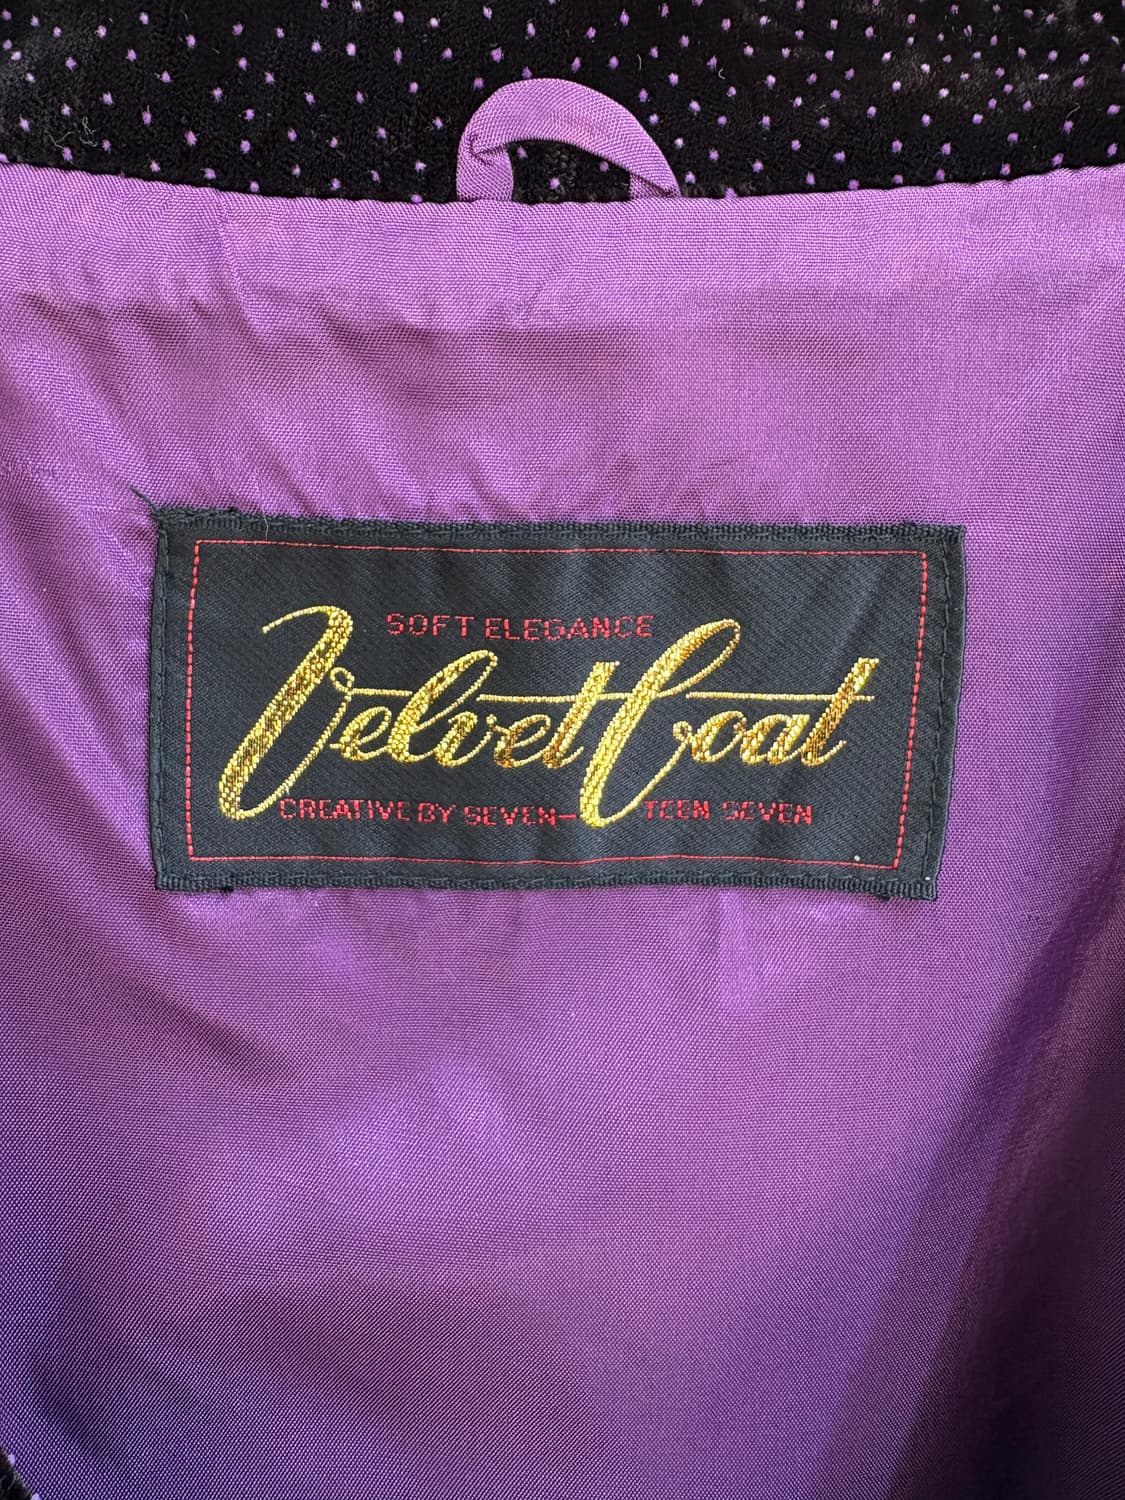 SOFT ELEGANCE
Velvet Coat
CREATIVE BY SEVEN-TEEN SEVEN